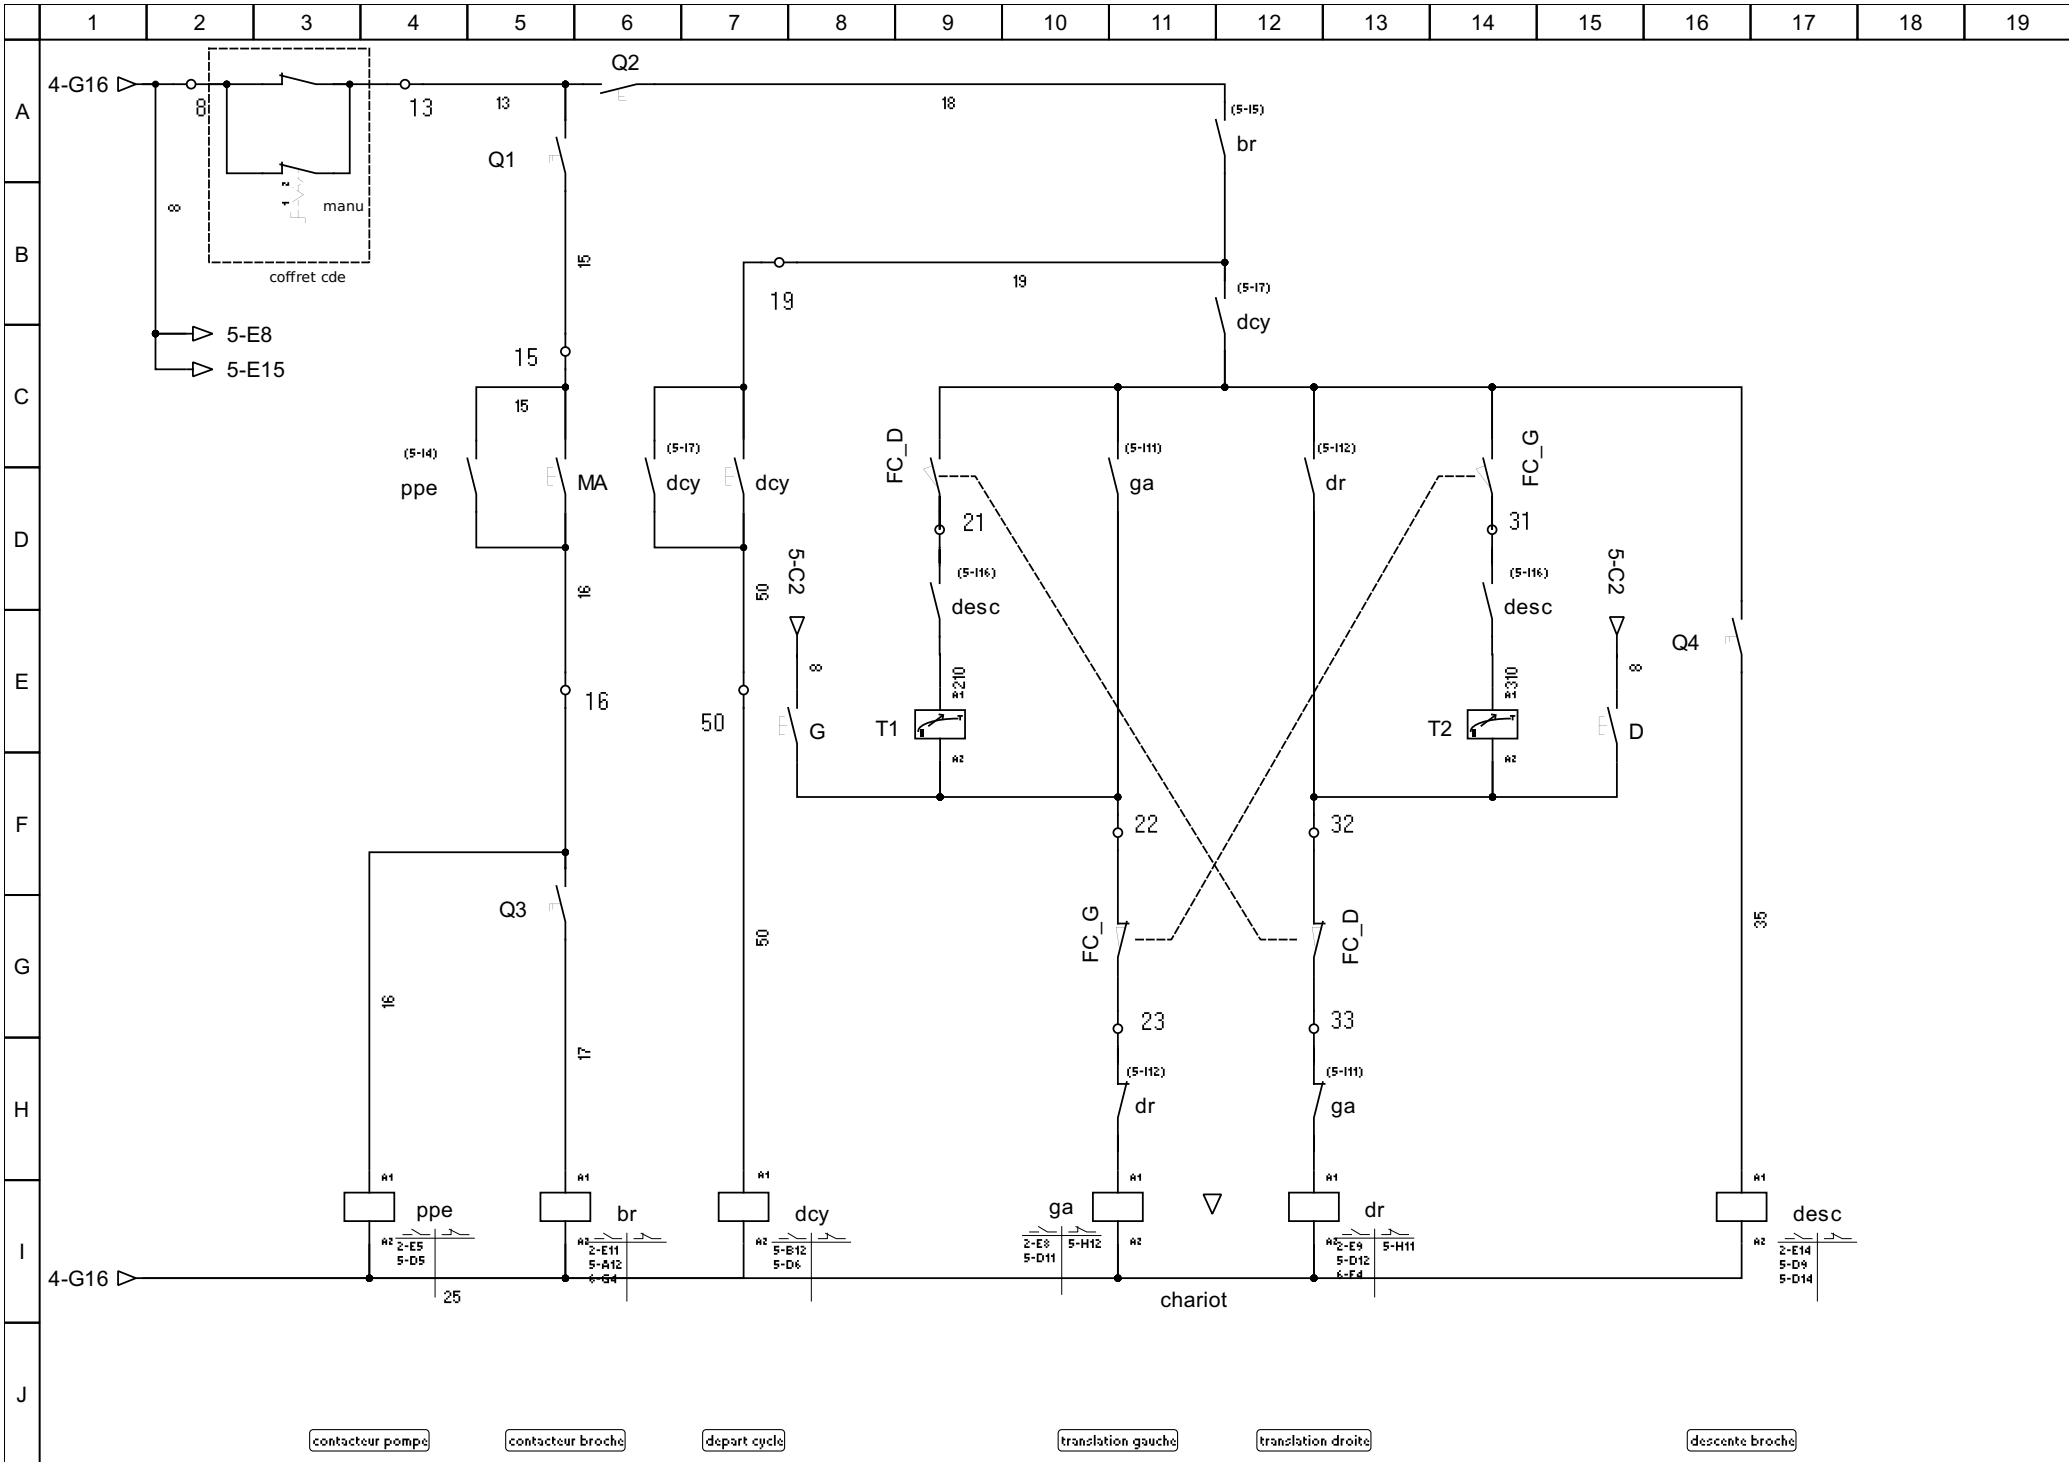 1 2 3 4 5 6 7 8 9 10 11 12 13 14 15 16 17 18 19
A
B
C
D
E
F
G
H
I
J
4-G16
8
13
13
Q2
18
(5-I5)
br
Q1
1 2
manu
8
coffret cde
15
19
19
(5-I7)
dcy
5-E8
5-E15
15
15
(5-I4)
ppe
MA
(5-I7)
dcy
dcy
FC_D
(5-I11)
ga
(5-I12)
dr
FC_G
21
31
16
50
5-C2
(5-I16)
desc
(5-I16)
desc
5-C2
Q4
8
210
A1
310
A1
8
16
50
G
T1
T2
D
A2
A2
22
32
Q3
FC_G
FC_D
50
35
16
23
33
17
(5-I12)
dr
(5-I11)
ga
A1
A1
A1
A1
A1
A1
ppe
br
dcy
ga
dr
desc
A2
2-E5
5-D5
A2
2-E11
5-A12
6-G4
A2
5-B12
5-D6
2-E8 5-H12
5-D11
A2
A2
2-E9 5-H11
5-D12
6-F4
A2
2-E14
5-D9
5-D14
4-G16
25
chariot
contacteur pompe
contacteur broche
depart cycle
translation gauche
translation droite
descente broche